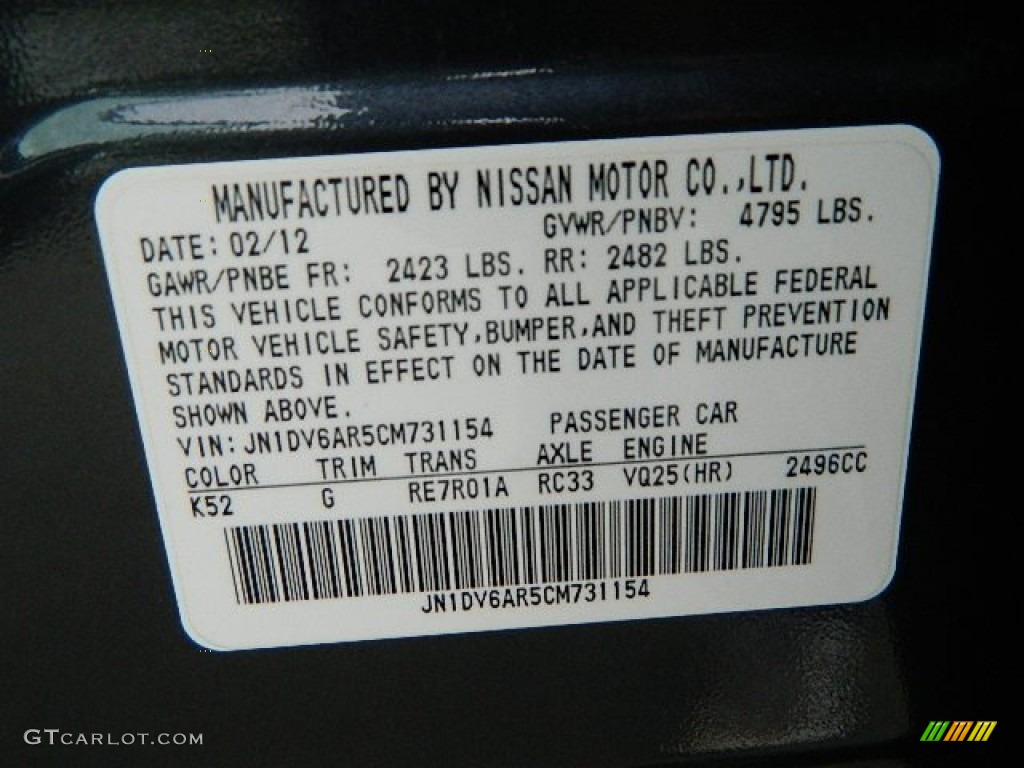 MANUFACTURED BY NISSAN MOTOR CO.,LTD.
DATE: 02/12 GVWR/PNBV: 4795 LBS.
GAWR/PNBE FR: 2423 LBS. RR: 2482 LBS.
THIS VEHICLE CONFORMS TO ALL APPLICABLE FEDERAL
MOTOR VEHICLE SAFETY,BUMPER,AND THEFT PREVENTION
STANDARDS IN EFFECT ON THE DATE OF MANUFACTURE
SHOWN ABOVE.
VIN:JN1DV6AR5CM731154 PASSENGER CAR
COLOR TRIM TRANS AXLE ENGINE
K52 G RE7R01A RC33 VQ25(HR) 2496CC
JN1DV6AR5CM731154
GTCARLOT.COM